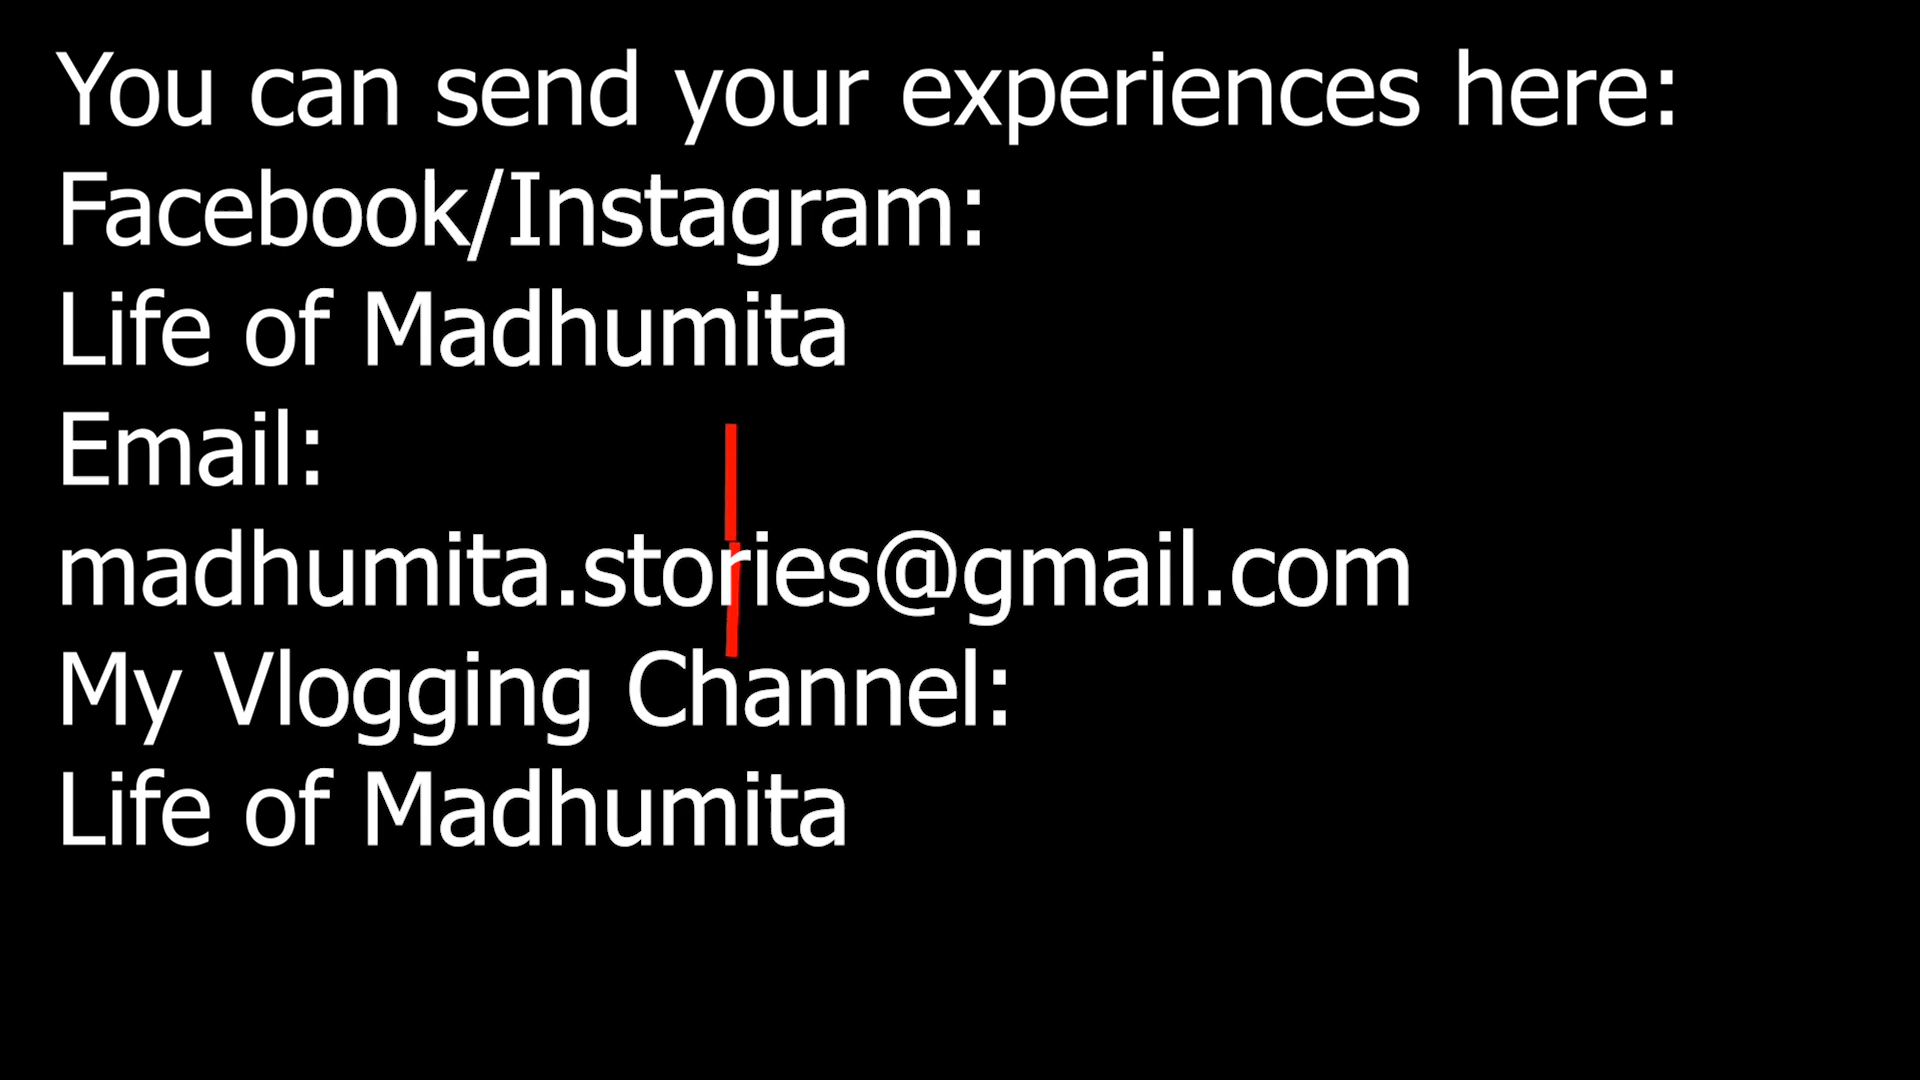 You can send your experiences here:
Facebook/Instagram:
Life of Madhumita
Email:
madhumita.stories@gmail.com
My Vlogging Channel:
Life of Madhumita